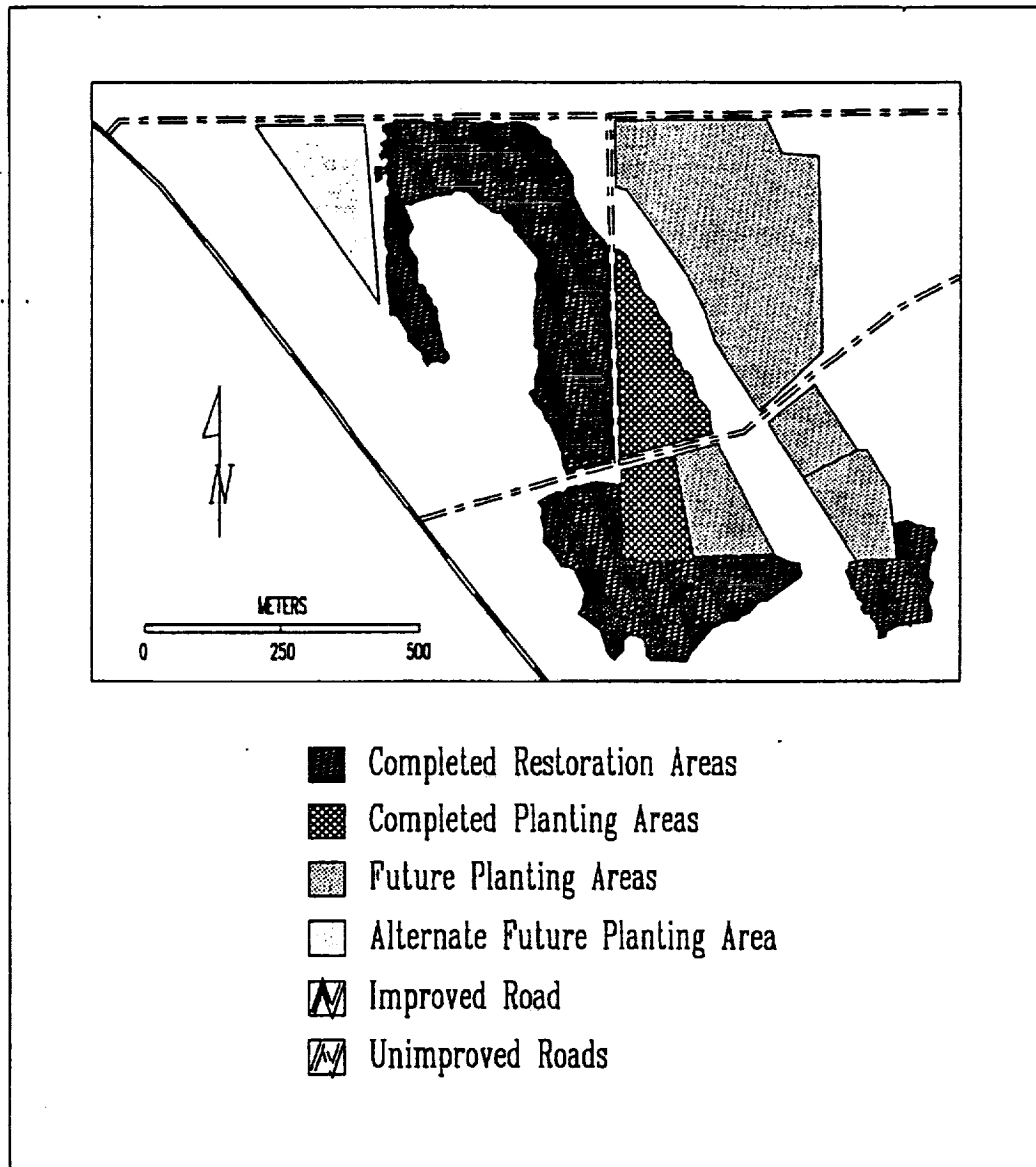 N
METERS
0 250 500
Completed Restoration Areas
Completed Planting Areas
Future Planting Areas
Alternate Future Planting Area
Improved Road
Unimproved Roads